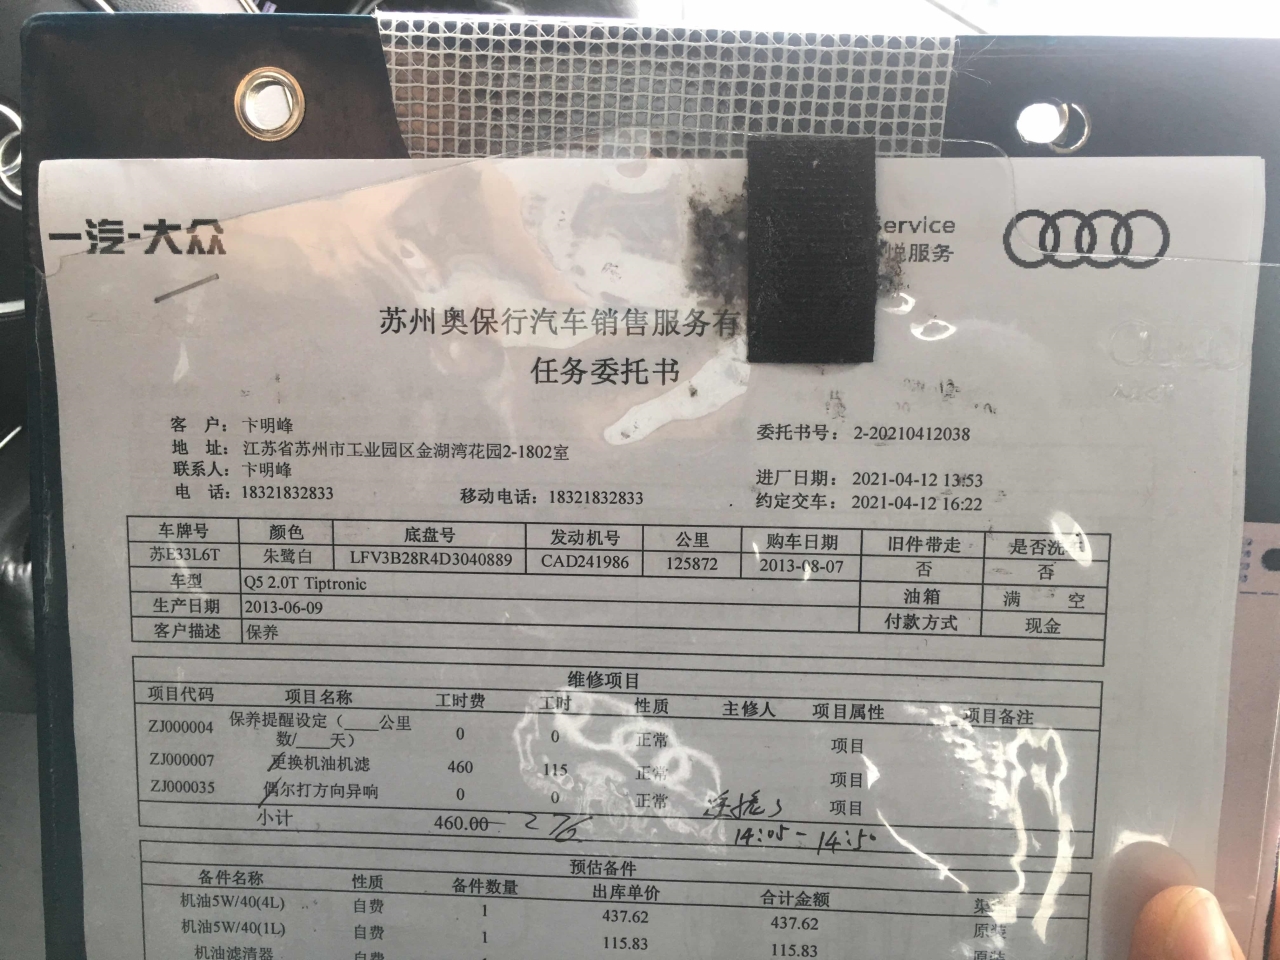 一汽-大众
Service
悦服务
苏州奥保行汽车销售服务有
任务委托书
客 户: 卞明峰
委托书号: 2-20210412038
地 址: 江苏省苏州市工业园区金湖湾花园2-1802室
联系人: 卞明峰
进厂日期: 2021-04-12 13:53
电 话: 18321832833 移动电话: 18321832833
约定交车: 2021-04-12 16:22
车牌号 颜色 底盘号 发动机号 公里 购车日期 旧件带走 是否洗
苏E33L6T 朱鹭白 LFV3B28R4D3040889 CAD241986 125872 2013-08-07 否 否
车型 Q5 2.0T Tiptronic 油箱 满 空
生产日期 2013-06-09 付款方式 现金
客户描述 保养
维修项目
项目代码 项目名称 工时费 工时 性质 主修人 项目属性 项目备注
ZJ000004 保养提醒设定（___公里 0 0 正常 项目
数/___天）
ZJ000007 更换机油机滤 460 115 正常 项目
ZJ000035 偶尔打方向异响 0 0 正常 项目
小计 460.00 276 14:05-14:50
预估备件
备件名称 性质 备件数量 出库单价 合计金额
机油5W/40(4L) 自费 1 437.62 437.62
机油5W/40(1L) 自费 1 115.83 115.83 原装
机油滤清器 自费 原装